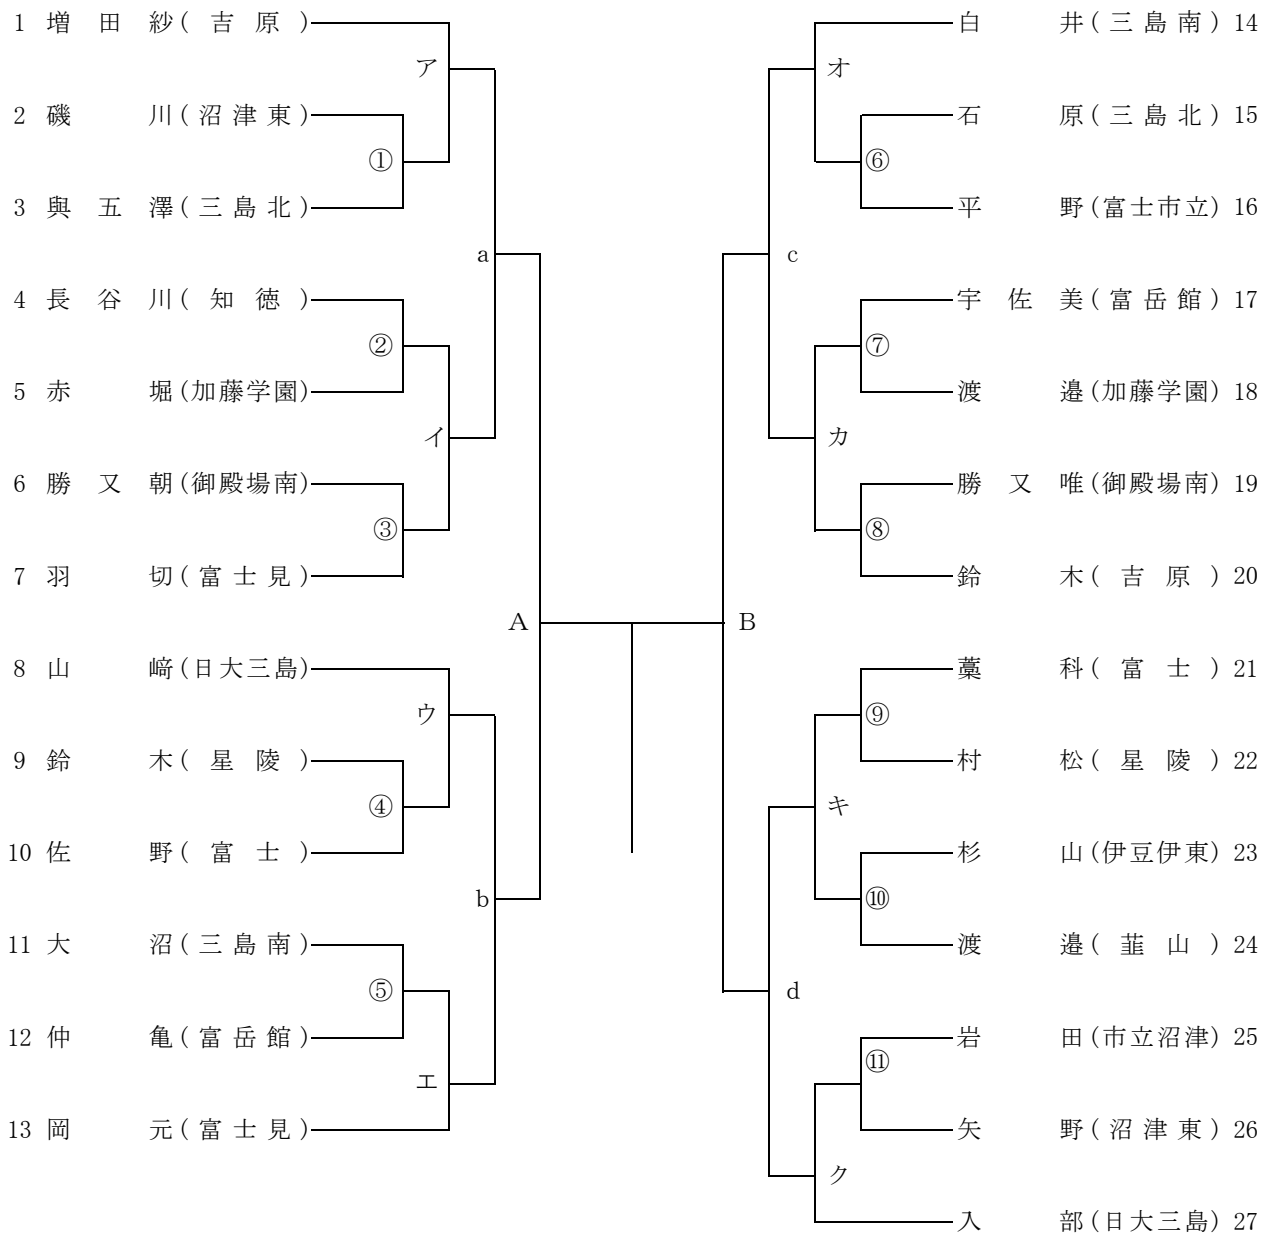 1 増田紗(吉原)
ア
2 磯川(沼津東)
①
3 與五澤(三島北)
a
4 長谷川(知徳)
②
5 赤堀(加藤学園)
イ
6 勝又朝(御殿場南)
③
7 羽切(富士見)
A
8 山﨑(日大三島)
ウ
9 鈴木(星陵)
④
10 佐野(富士)
b
11 大沼(三島南)
⑤
12 仲亀(富岳館)
エ
13 岡元(富士見)
白井(三島南) 14
オ
石原(三島北) 15
⑥
平野(富士市立) 16
c
宇佐美(富岳館) 17
⑦
渡邉(加藤学園) 18
カ
勝又唯(御殿場南) 19
⑧
鈴木(吉原) 20
B
藁科(富士) 21
⑨
村松(星陵) 22
キ
杉山(伊豆伊東) 23
⑩
渡邉(韮山) 24
d
岩田(市立沼津) 25
⑪
矢野(沼津東) 26
ク
入部(日大三島) 27